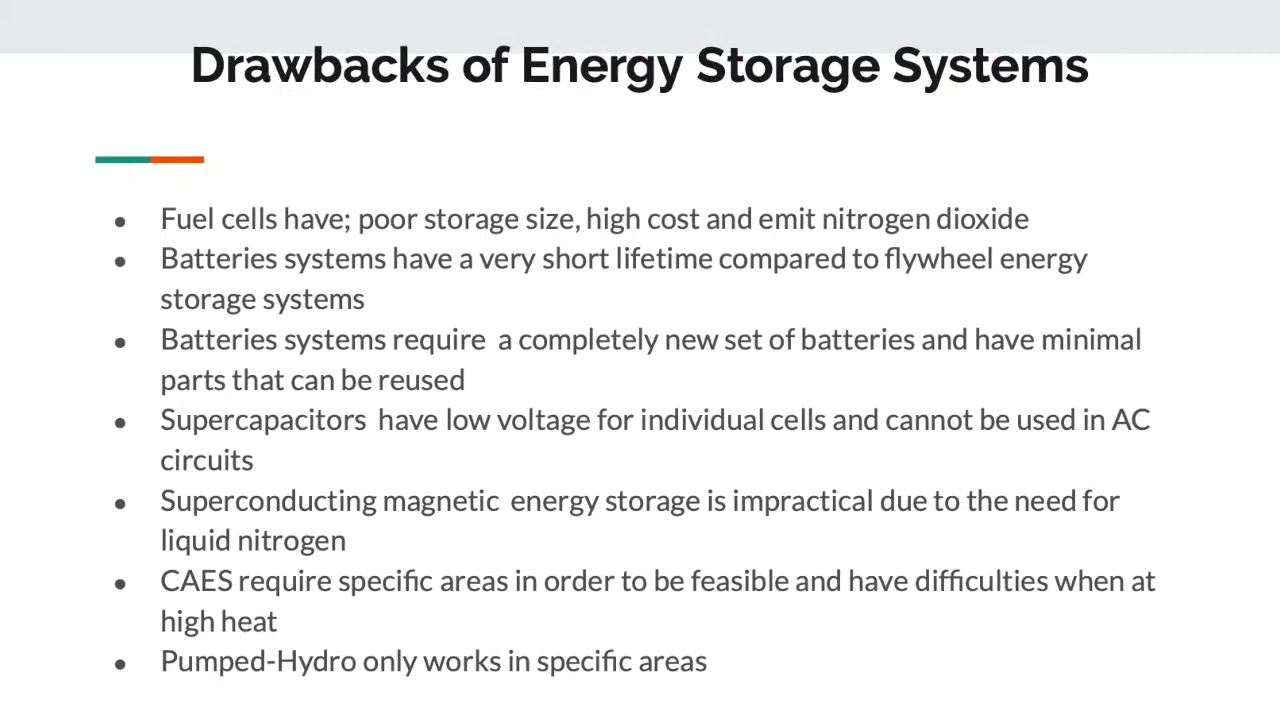 Drawbacks of Energy Storage Systems
● Fuel cells have; poor storage size, high cost and emit nitrogen dioxide
● Batteries systems have a very short lifetime compared to flywheel energy
storage systems
● Batteries systems require  a completely new set of batteries and have minimal
parts that can be reused
● Supercapacitors  have low voltage for individual cells and cannot be used in AC
circuits
● Superconducting magnetic  energy storage is impractical due to the need for
liquid nitrogen
● CAES require specific areas in order to be feasible and have difficulties when at
high heat
● Pumped-Hydro only works in specific areas